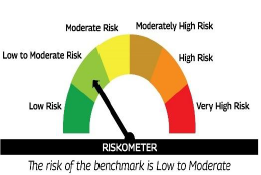 Moderate Risk
Moderately High Risk
Low to Moderate Risk
High Risk
Low Risk
Very High Risk
RISKOMETER
The risk of the benchmark is Low to Moderate